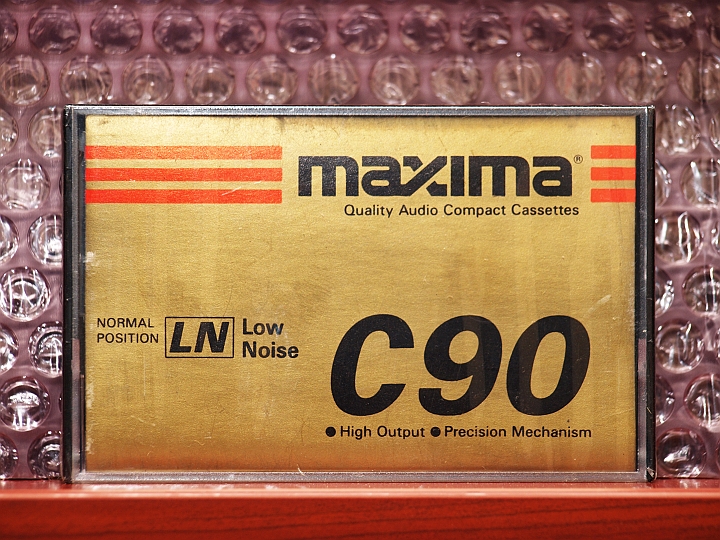 maxima®
Quality Audio Compact Cassettes
NORMAL
POSITION
LN
Low
Noise
C90
● High Output ● Precision Mechanism